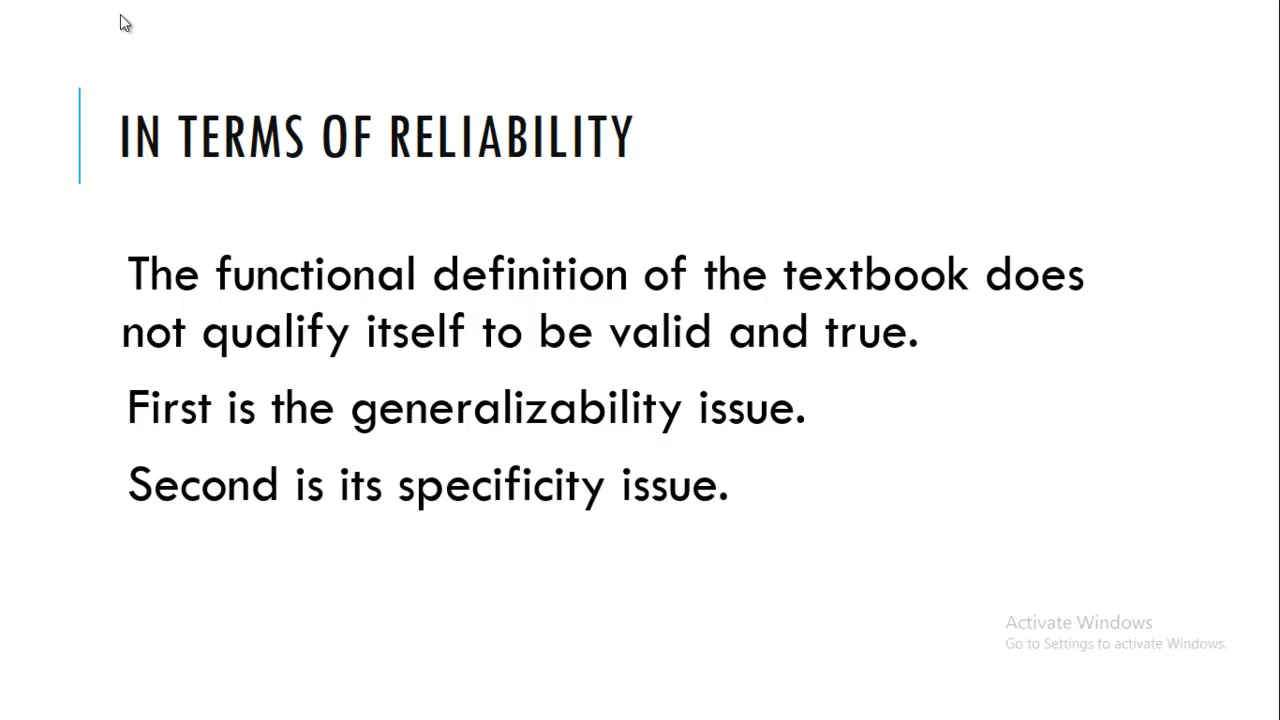 IN TERMS OF RELIABILITY
The functional definition of the textbook does
not qualify itself to be valid and true.
First is the generalizability issue.
Second is its specificity issue.
Activate Windows
Go to Settings to activate Windows.